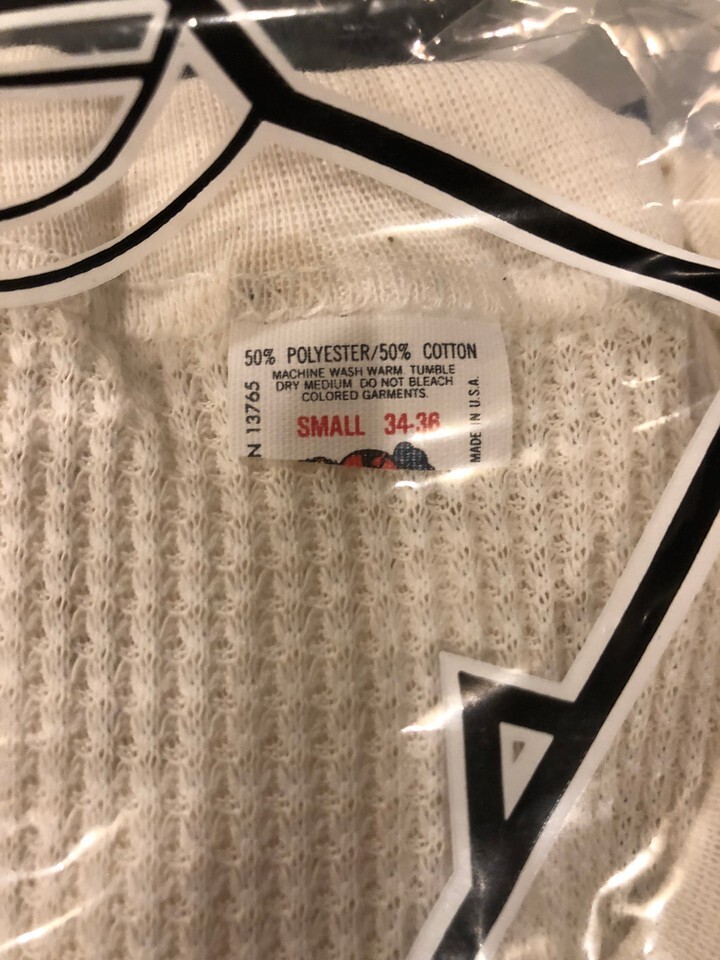 50% POLYESTER/50% COTTON
MACHINE WASH WARM TUMBLE
DRY MEDIUM DO NOT BLEACH
COLORED GARMENTS.
SMALL 34-36
N 13765
MADE IN U.S.A.